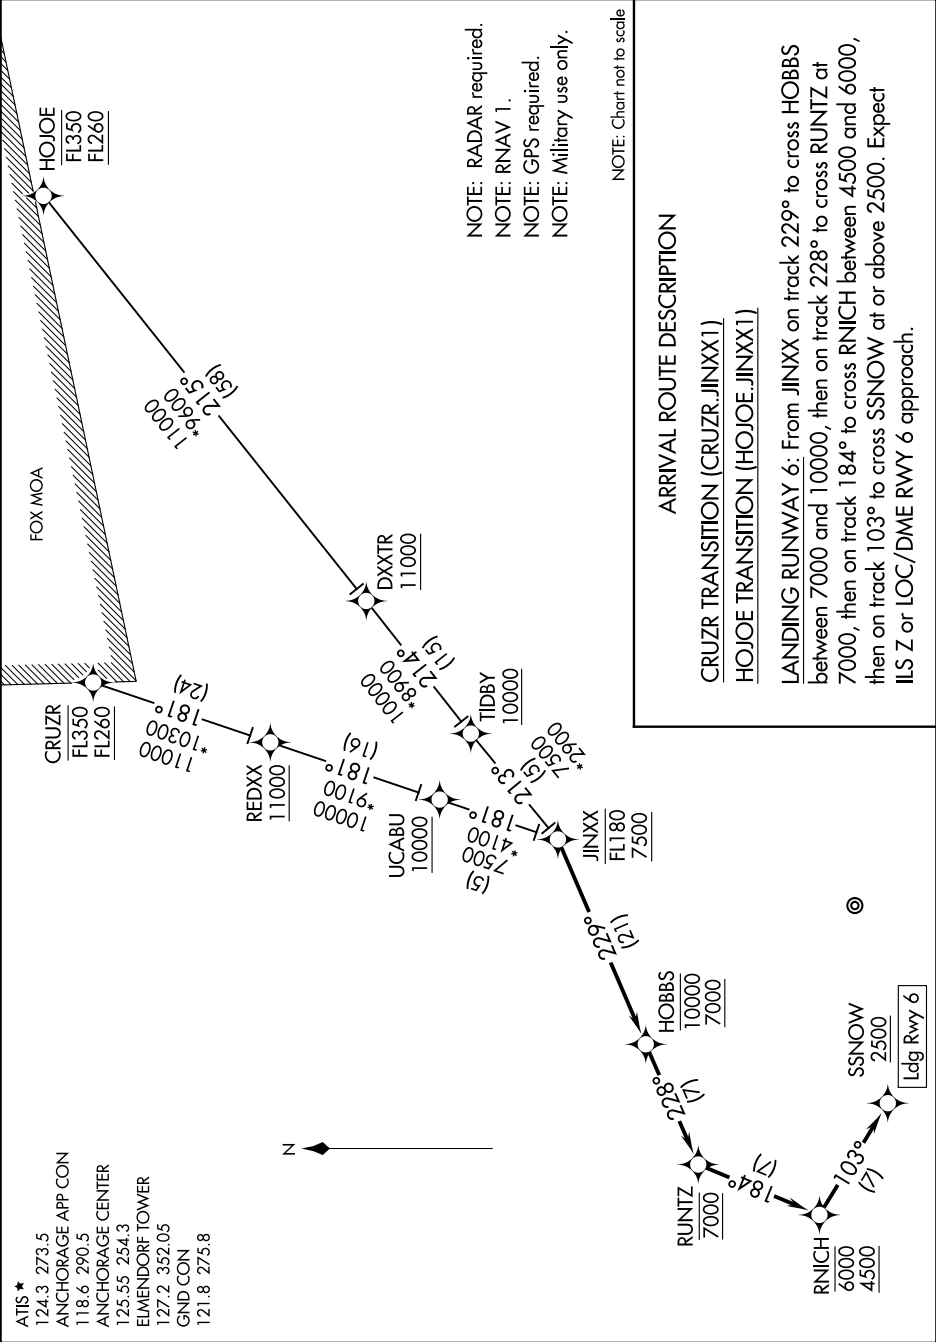 ATIS ★
124.3 273.5
ANCHORAGE APP CON
118.6 290.5
ANCHORAGE CENTER
125.55 254.3
ELMENDORF TOWER
127.2 352.05
GND CON
121.8 275.8
N
FOX MOA
CRUZR
FL350
FL260
HOJOE
FL350
FL260
11000
*10300
181°
(24)
REDXX
11000
10000
*9100
181°
(16)
UCABU
10000
(5)
7500
*4100
181°
11000
*9600
215°
(58)
DXXTR
11000
10000
*8900
214°
(15)
TIDBY
10000
213°
(5)
7500
*2900
JINXX
FL180
7500
229°
(21)
HOBBS
10000
7000
228°
(7)
RUNTZ
7000
184°
(7)
RNICH
6000
4500
103°
(7)
SSNOW
2500
Ldg Rwy 6
NOTE: RADAR required.
NOTE: RNAV 1.
NOTE: GPS required.
NOTE: Military use only.
NOTE: Chart not to scale
ARRIVAL ROUTE DESCRIPTION
CRUZR TRANSITION (CRUZR.JINXX1)
HOJOE TRANSITION (HOJOE.JINXX1)
LANDING RUNWAY 6: From JINXX on track 229° to cross HOBBS
between 7000 and 10000, then on track 228° to cross RUNTZ at
7000, then on track 184° to cross RNICH between 4500 and 6000,
then on track 103° to cross SSNOW at or above 2500. Expect
ILS Z or LOC/DME RWY 6 approach.